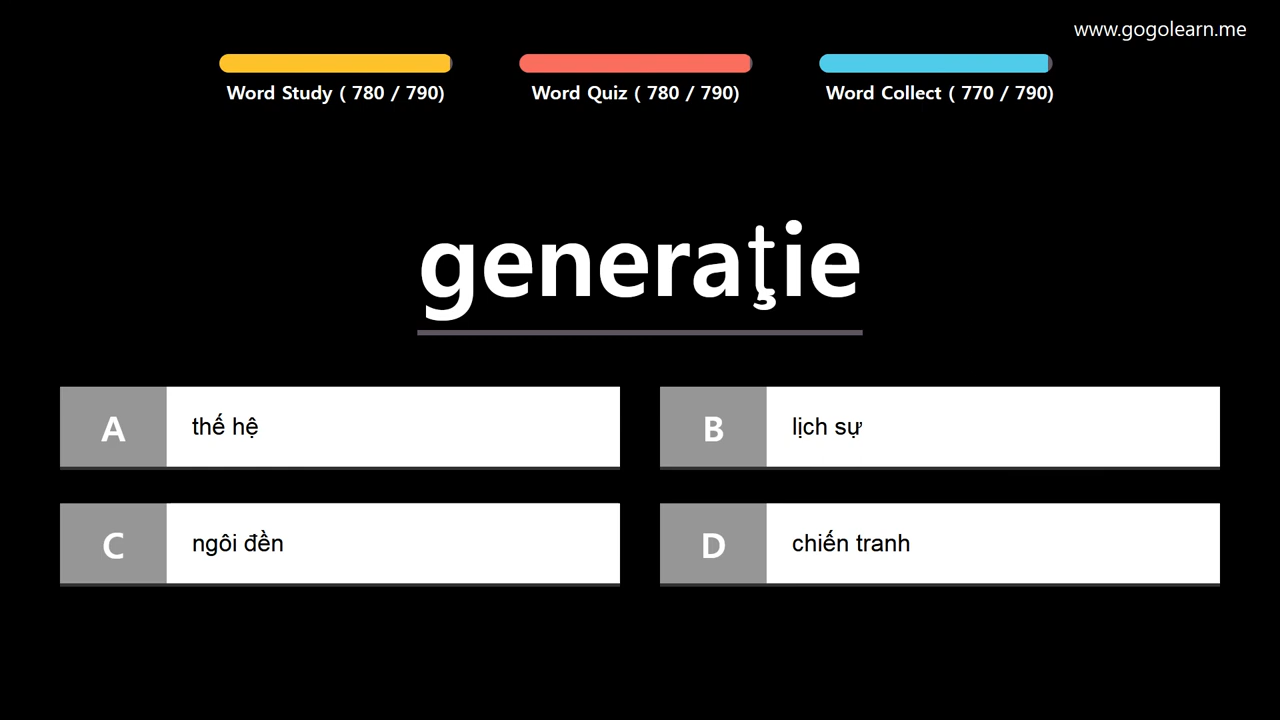 www.gogolearn.me
Word Study ( 780 / 790)
Word Quiz ( 780 / 790)
Word Collect ( 770 / 790)
generaţie
A thế hệ
B lịch sự
C ngôi đền
D chiến tranh